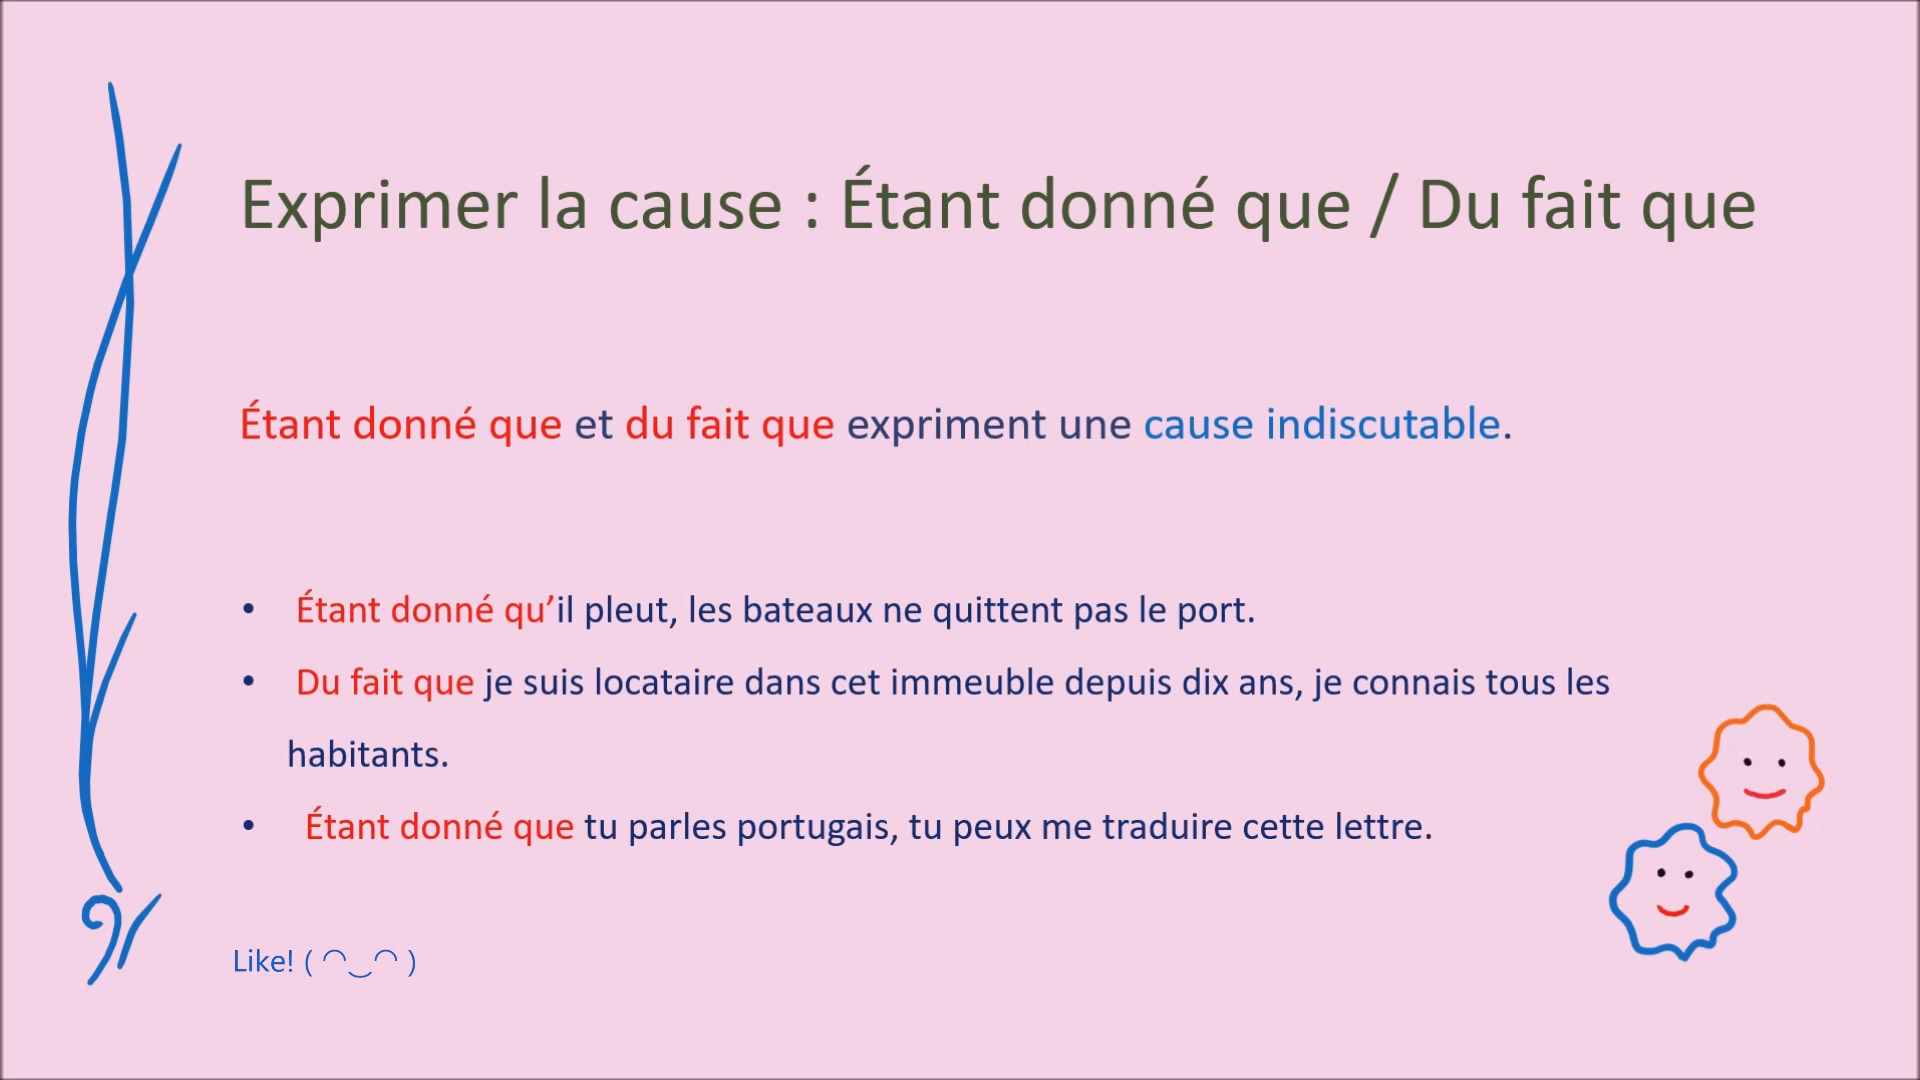 Exprimer la cause : Étant donné que / Du fait que
Étant donné que et du fait que expriment une cause indiscutable.
• Étant donné qu’il pleut, les bateaux ne quittent pas le port.
• Du fait que je suis locataire dans cet immeuble depuis dix ans, je connais tous les
habitants.
• Étant donné que tu parles portugais, tu peux me traduire cette lettre.
Like! ( ◠‿◠ )